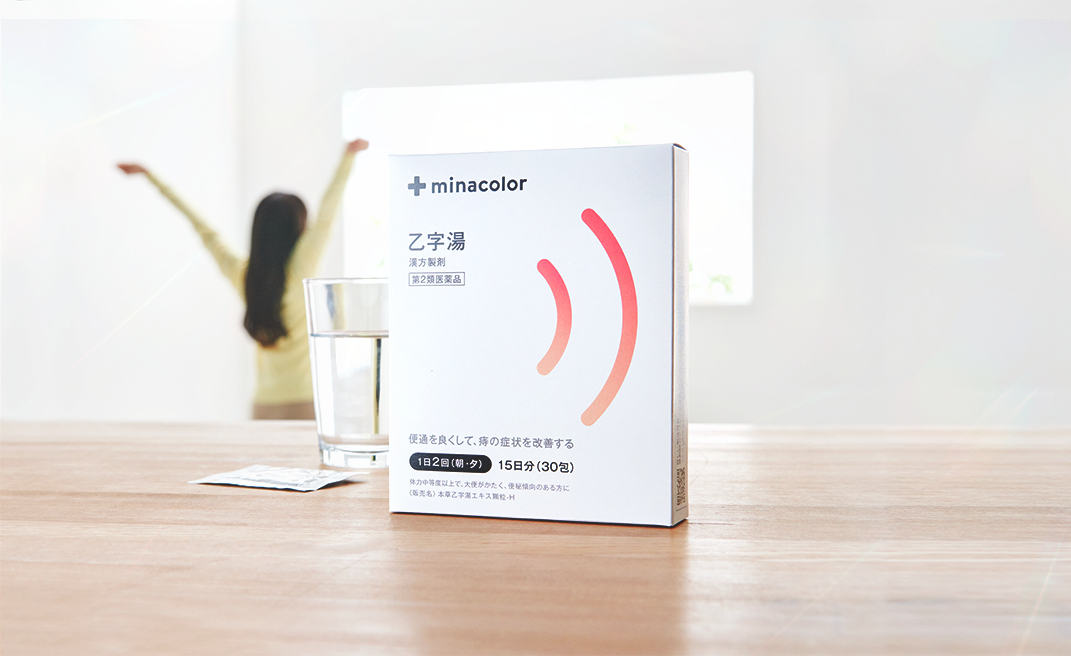 minacolor
乙字湯
漢方製剤
第2類医薬品
便通を良くして、痔の症状を改善する
1日2回(朝・夕) 15日分(30包)
体力中等度以上で、大便がかたく、便秘傾向のある方に
〈販売名〉本草乙字湯エキス顆粒-H